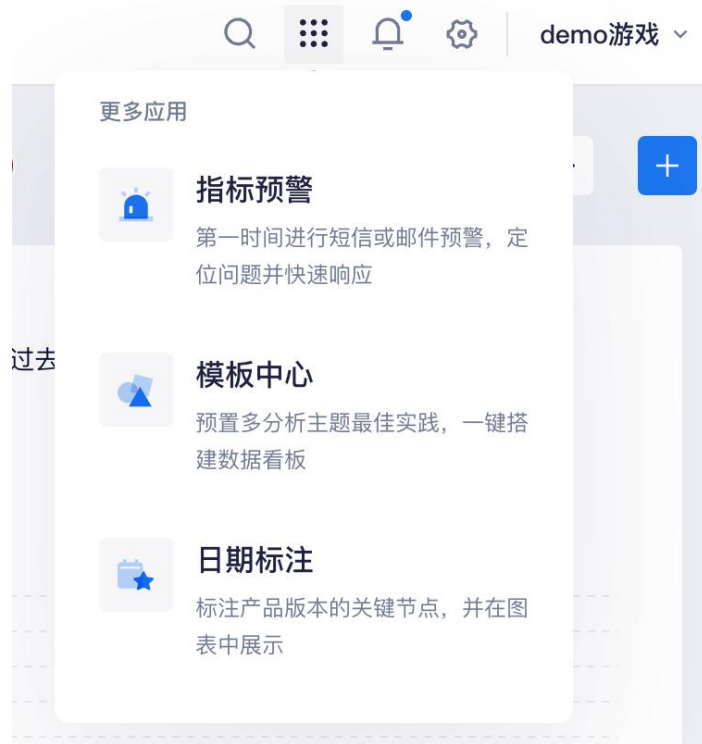 demo游戏
更多应用
指标预警
第一时间进行短信或邮件预警，定
位问题并快速响应
过去
模板中心
预置多分析主题最佳实践，一键搭
建数据看板
日期标注
标注产品版本的关键节点，并在图
表中展示